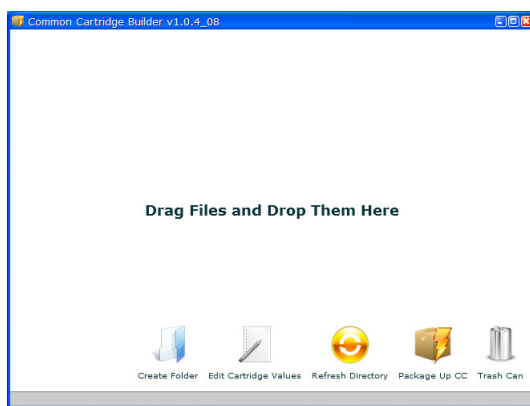 Common Cartridge Builder v1.0.4_08
Drag Files and Drop Them Here
Create Folder Edit Cartridge Values Refresh Directory Package Up CC Trash Can